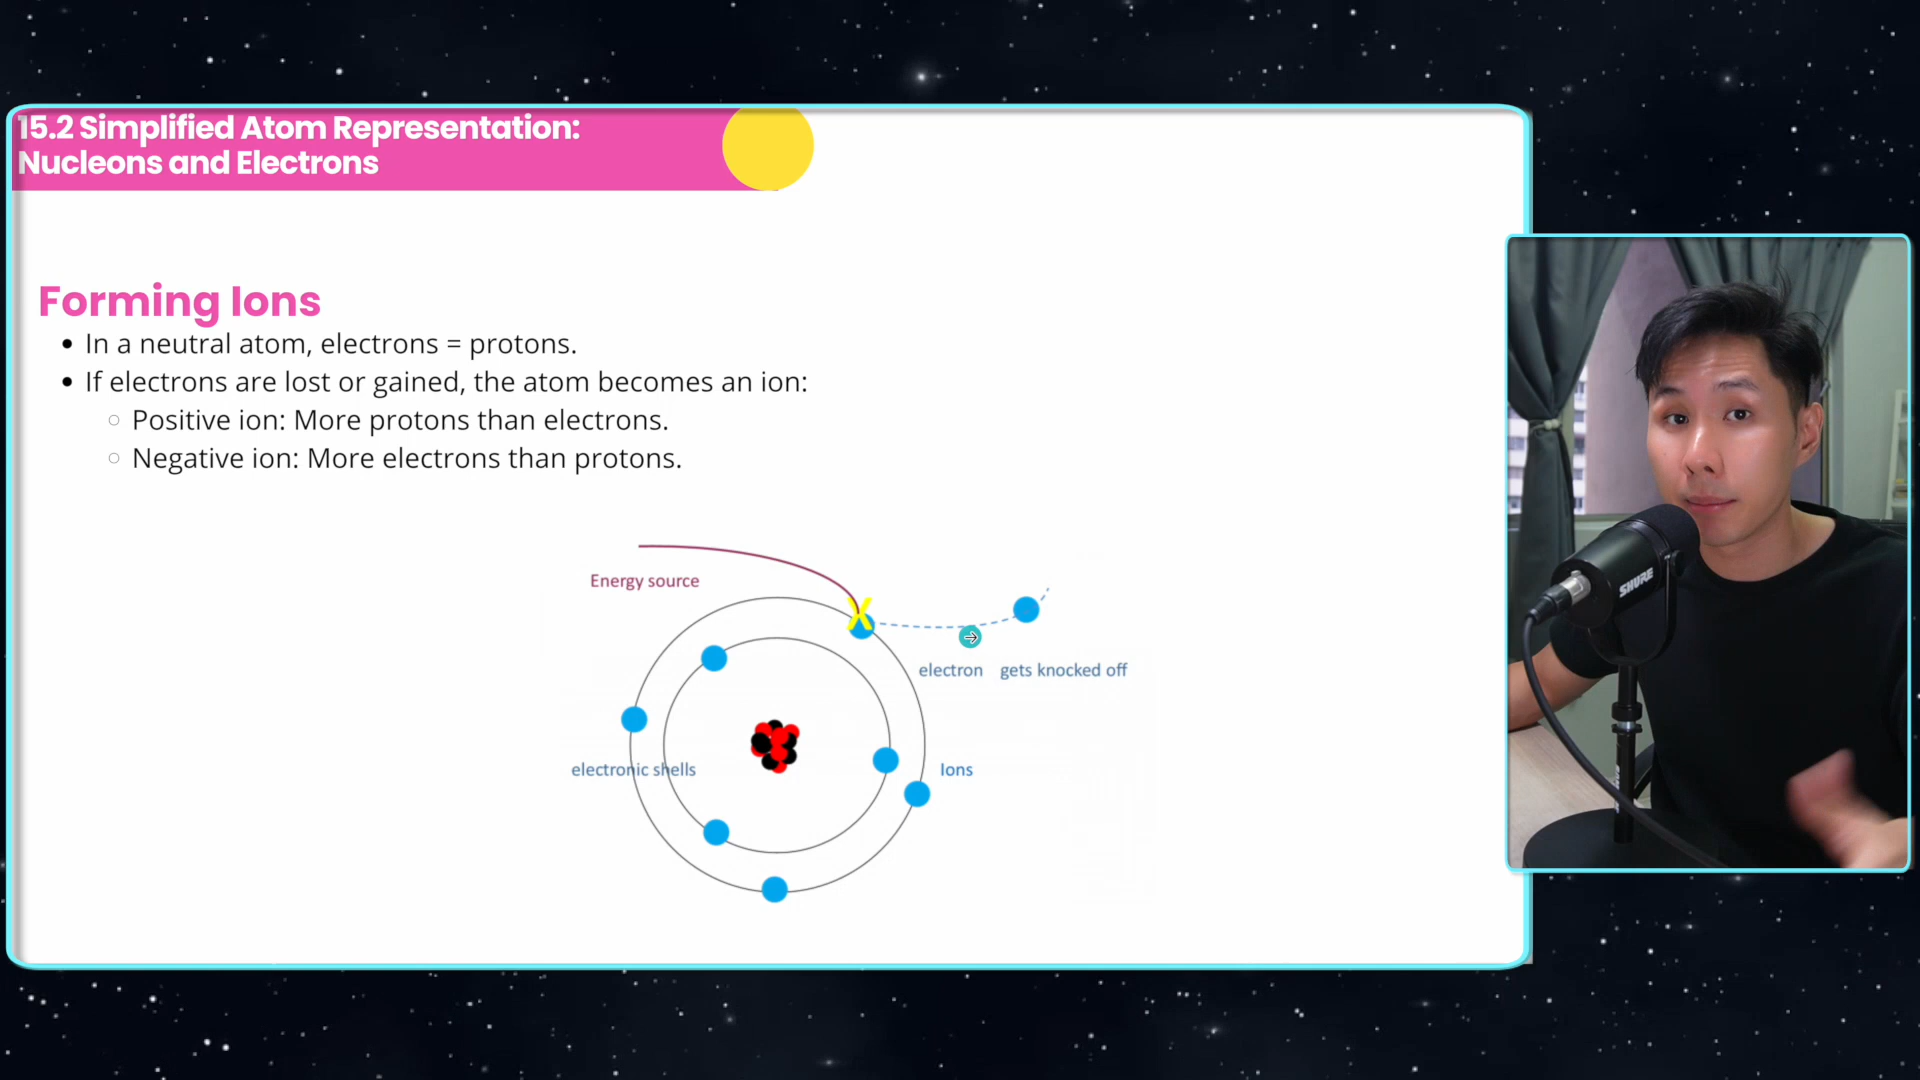 15.2 Simplified Atom Representation:
Nucleons and Electrons
Forming Ions
• In a neutral atom, electrons = protons.
• If electrons are lost or gained, the atom becomes an ion:
○ Positive ion: More protons than electrons.
○ Negative ion: More electrons than protons.
Energy source
X
electron gets knocked off
electronic shells
Ions
SHURE